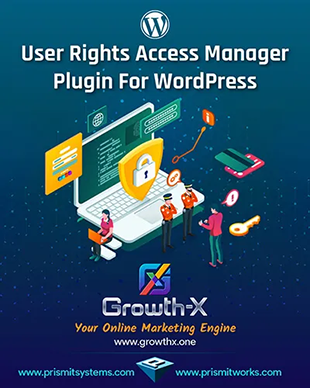 User Rights Access Manager
Plugin For WordPress
Growth-X
Your Online Marketing Engine
www.growthx.one
www.prismitsystems.com
www.prismitworks.com